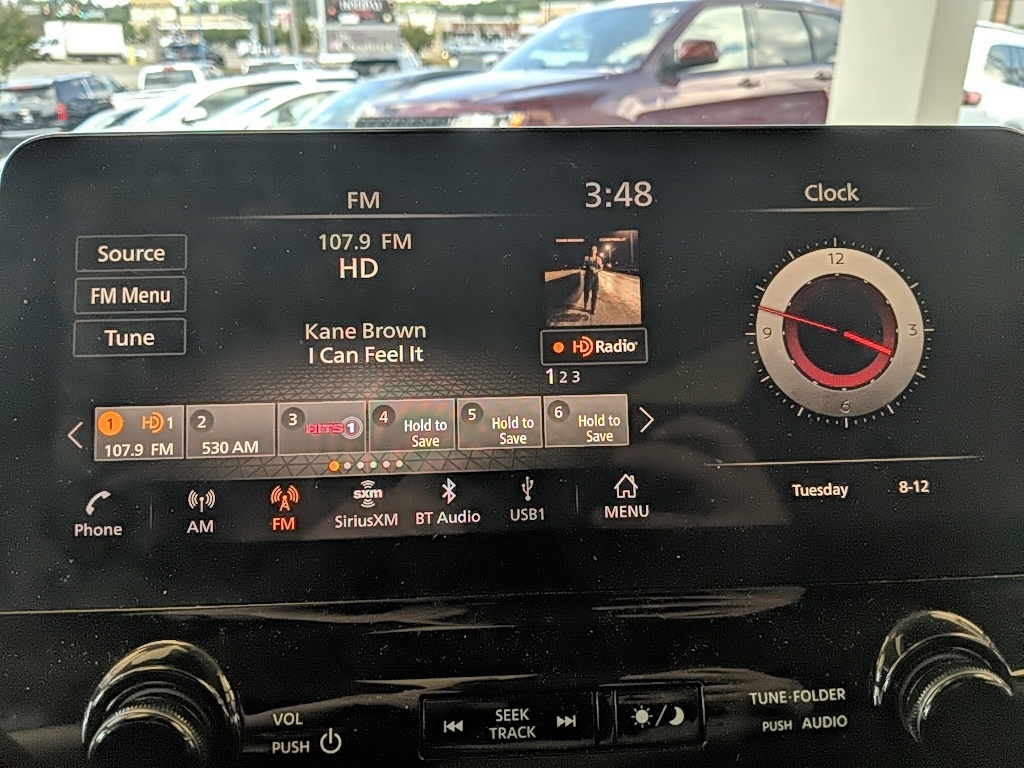 FM
3:48
Clock
Source
FM Menu
Tune
107.9 FM
HD
Kane Brown
I Can Feel It
HD Radio
1 2 3
12
3
6
9
1 HD 1
107.9 FM
2
530 AM
3
HITS 1
4
Hold to
Save
5
Hold to
Save
6
Hold to
Save
Phone
AM
FM
sxm
SiriusXM
BT Audio
USB1
MENU
Tuesday
8-12
VOL
PUSH
SEEK
TRACK
TUNE·FOLDER
PUSH AUDIO